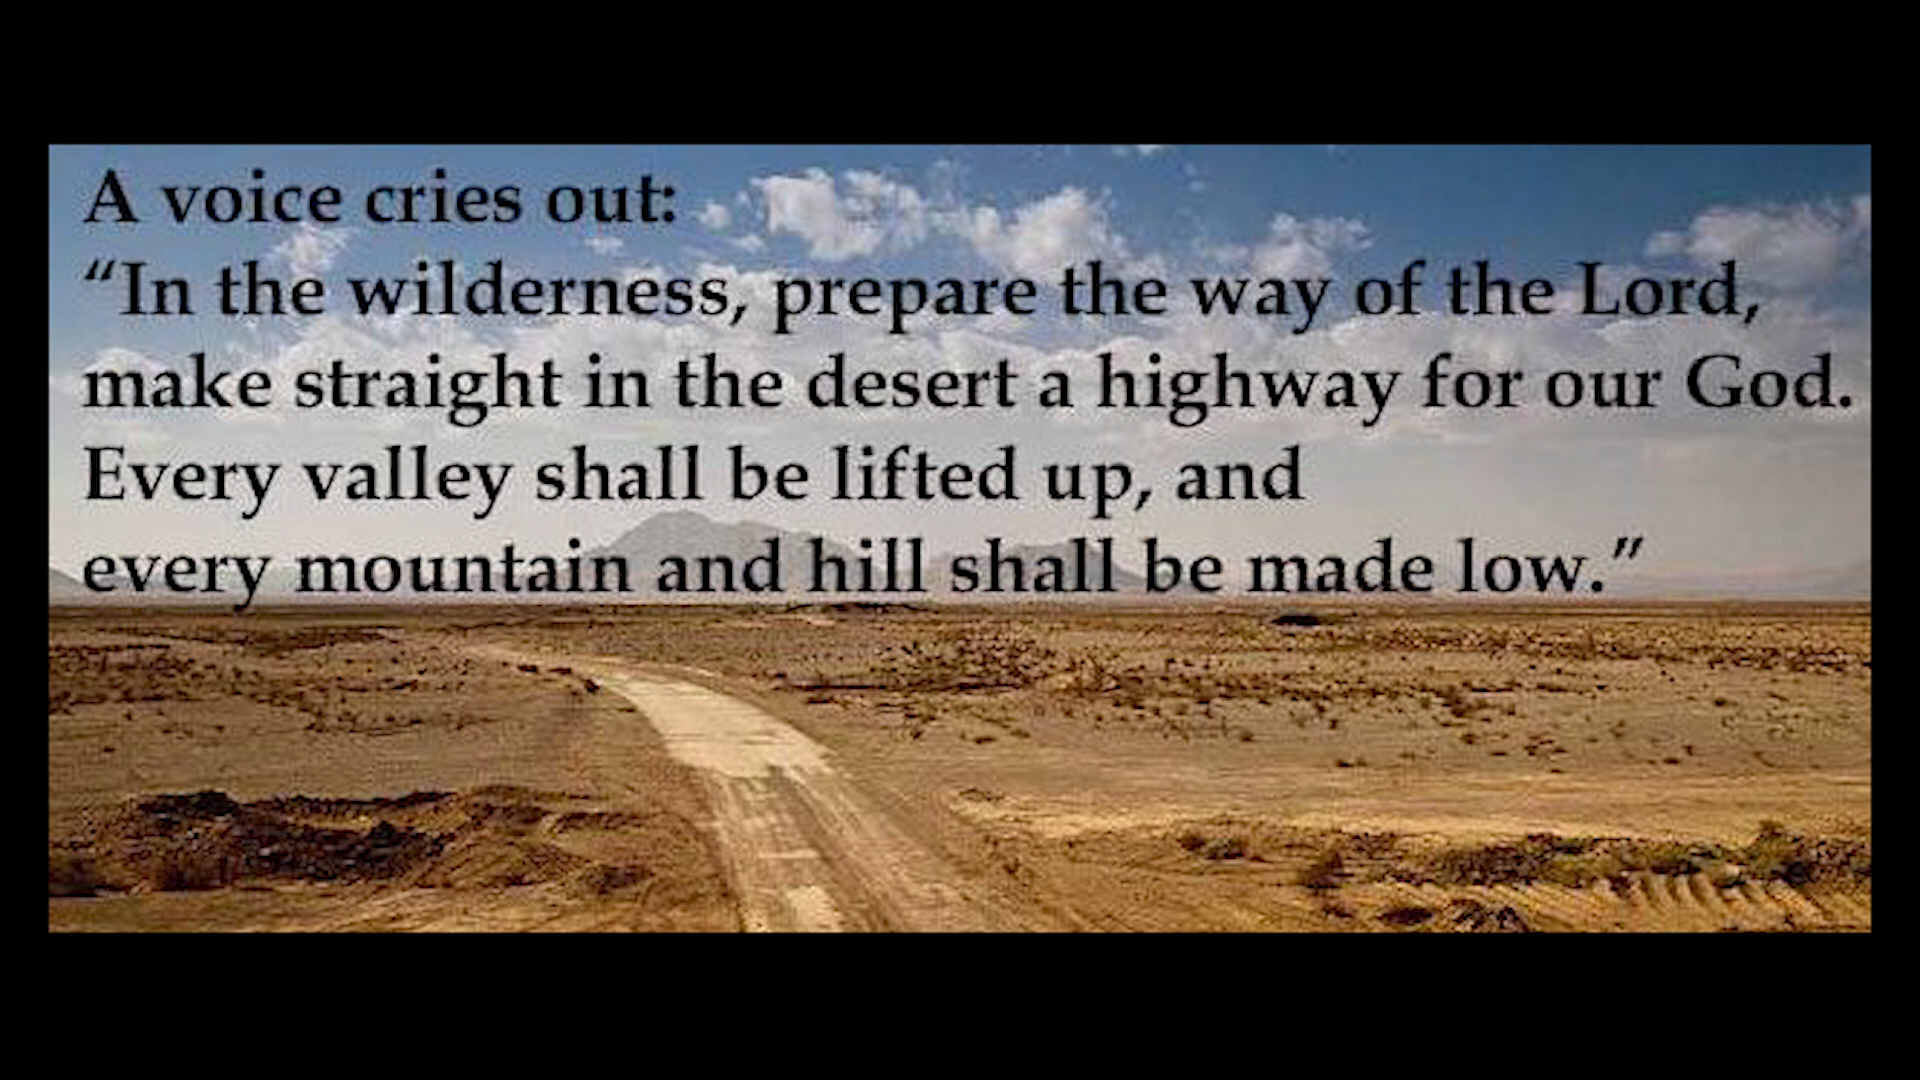 A voice cries out:
“In the wilderness, prepare the way of the Lord,
make straight in the desert a highway for our God.
Every valley shall be lifted up, and
every mountain and hill shall be made low.”